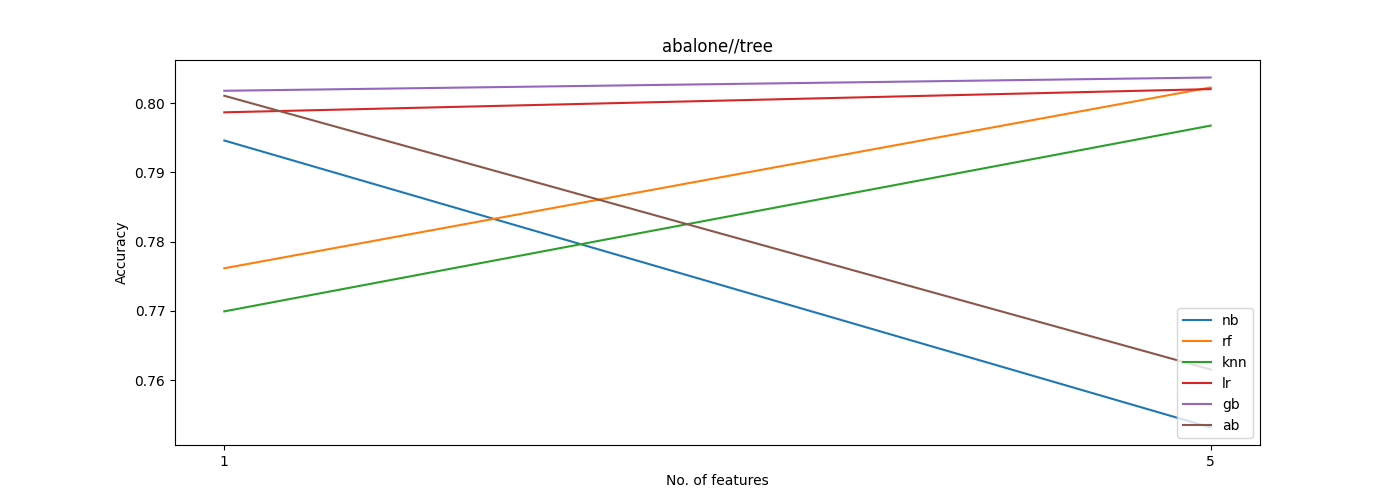 abalone//tree
Accuracy
0.80
0.79
0.78
0.77
0.76
1
5
No. of features
nb
rf
knn
lr
gb
ab